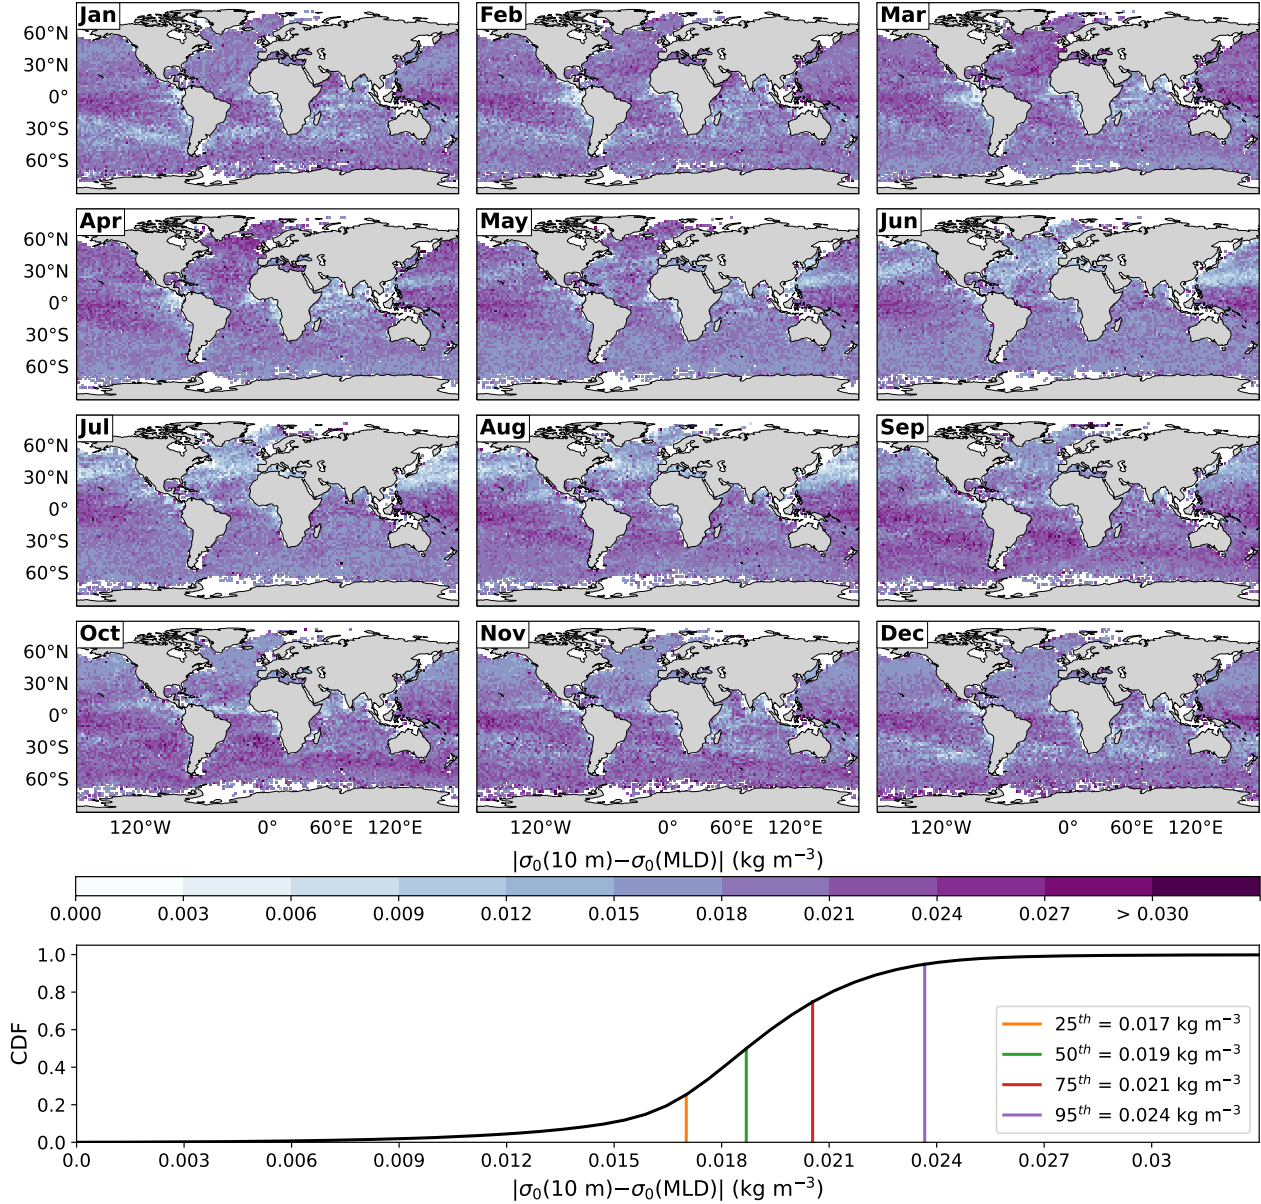 Jan Feb Mar
60°N
30°N
0°
30°S
60°S
Apr May Jun
60°N
30°N
0°
30°S
60°S
Jul Aug Sep
60°N
30°N
0°
30°S
60°S
Oct Nov Dec
60°N
30°N
0°
30°S
60°S
120°W 0° 60°E 120°E 120°W 0° 60°E 120°E 120°W 0° 60°E 120°E
|σ₀(10 m)−σ₀(MLD)| (kg m⁻³)
0.000 0.003 0.006 0.009 0.012 0.015 0.018 0.021 0.024 0.027 > 0.030
CDF
1.0
0.8
0.6
0.4
0.2
0.0
25ᵗʰ = 0.017 kg m⁻³
50ᵗʰ = 0.019 kg m⁻³
75ᵗʰ = 0.021 kg m⁻³
95ᵗʰ = 0.024 kg m⁻³
0.0 0.003 0.006 0.009 0.012 0.015 0.018 0.021 0.024 0.027 0.03
|σ₀(10 m)−σ₀(MLD)| (kg m⁻³)